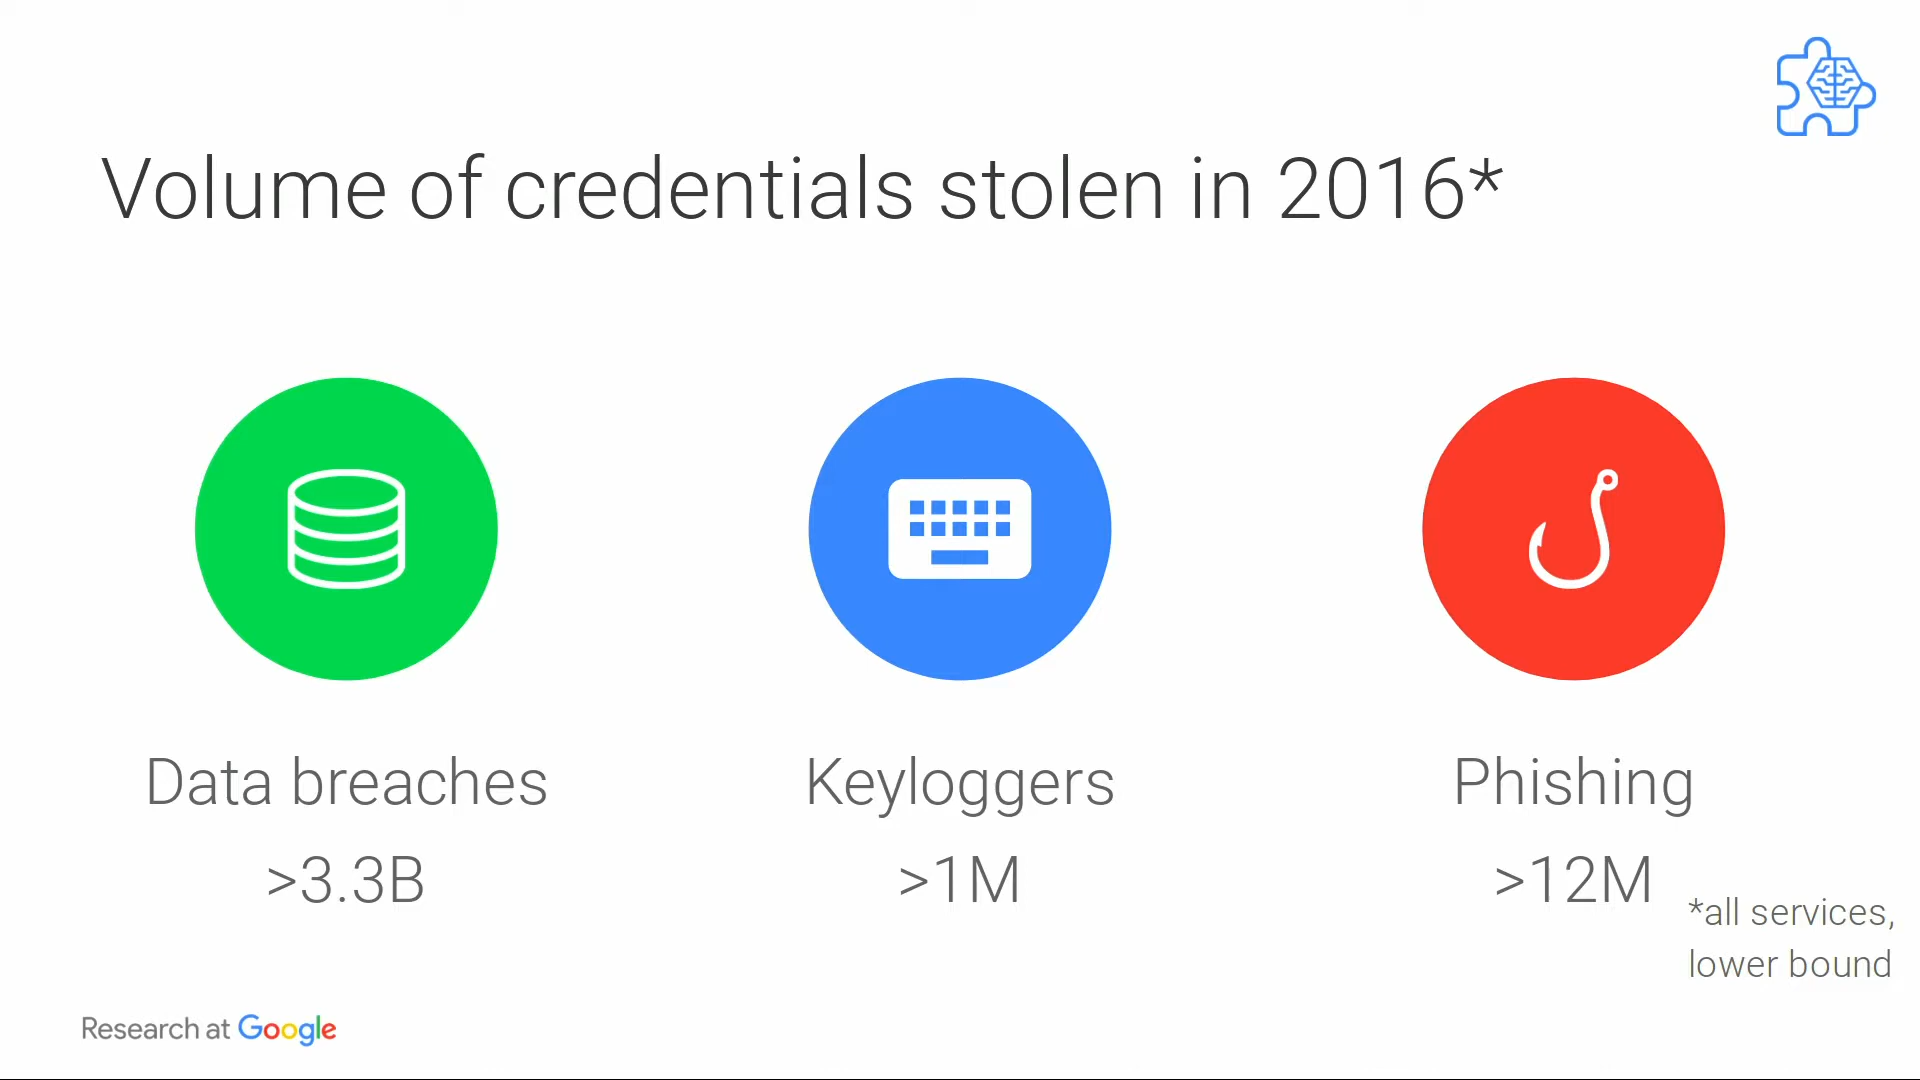 Volume of credentials stolen in 2016*
Data breaches
>3.3B
Keyloggers
>1M
Phishing
>12M
*all services,
lower bound
Research at Google